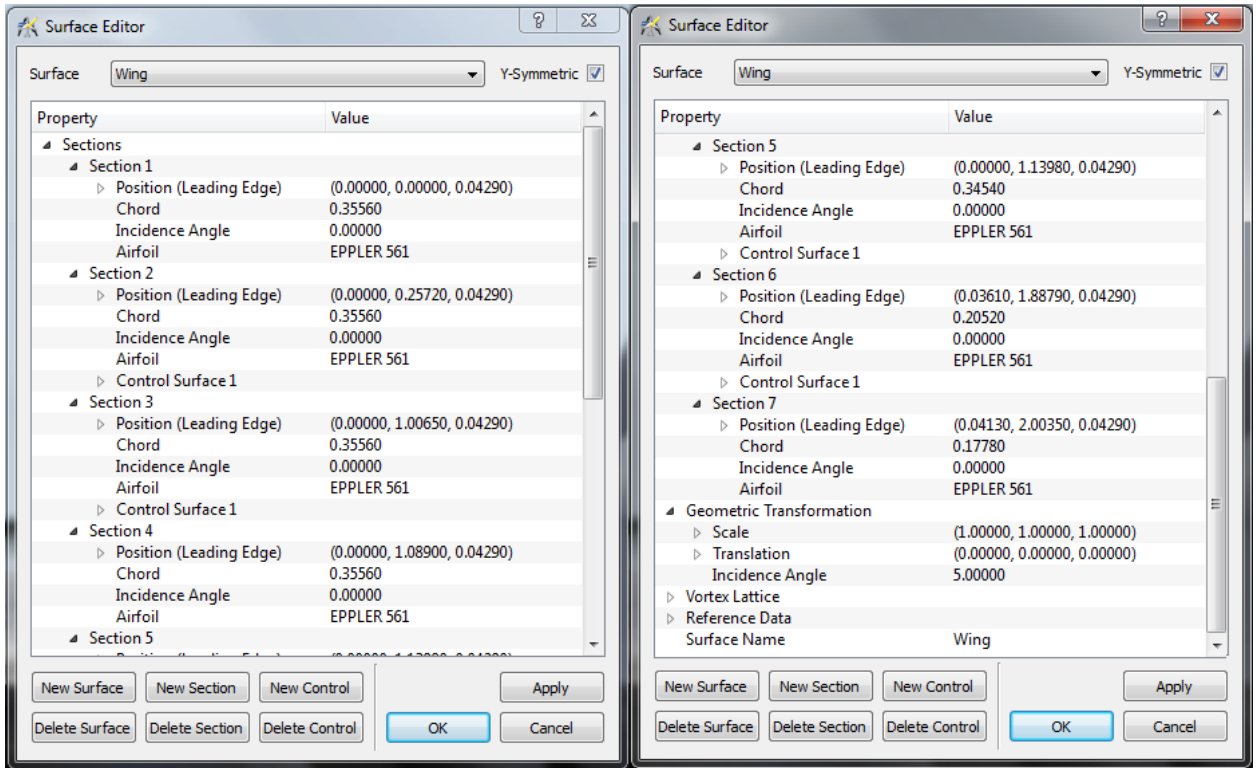 Surface Editor
Surface Wing Y-Symmetric
Property Value
Sections
Section 1
Position (Leading Edge) (0.00000, 0.00000, 0.04290)
Chord 0.35560
Incidence Angle 0.00000
Airfoil EPPLER 561
Section 2
Position (Leading Edge) (0.00000, 0.25720, 0.04290)
Chord 0.35560
Incidence Angle 0.00000
Airfoil EPPLER 561
Control Surface 1
Section 3
Position (Leading Edge) (0.00000, 1.00650, 0.04290)
Chord 0.35560
Incidence Angle 0.00000
Airfoil EPPLER 561
Control Surface 1
Section 4
Position (Leading Edge) (0.00000, 1.08900, 0.04290)
Chord 0.35560
Incidence Angle 0.00000
Airfoil EPPLER 561
Section 5
New Surface New Section New Control Apply
Delete Surface Delete Section Delete Control OK Cancel
Surface Editor
Surface Wing Y-Symmetric
Property Value
Section 5
Position (Leading Edge) (0.00000, 1.13980, 0.04290)
Chord 0.34540
Incidence Angle 0.00000
Airfoil EPPLER 561
Control Surface 1
Section 6
Position (Leading Edge) (0.03610, 1.88790, 0.04290)
Chord 0.20520
Incidence Angle 0.00000
Airfoil EPPLER 561
Control Surface 1
Section 7
Position (Leading Edge) (0.04130, 2.00350, 0.04290)
Chord 0.17780
Incidence Angle 0.00000
Airfoil EPPLER 561
Geometric Transformation
Scale (1.00000, 1.00000, 1.00000)
Translation (0.00000, 0.00000, 0.00000)
Incidence Angle 5.00000
Vortex Lattice
Reference Data
Surface Name Wing
New Surface New Section New Control Apply
Delete Surface Delete Section Delete Control OK Cancel